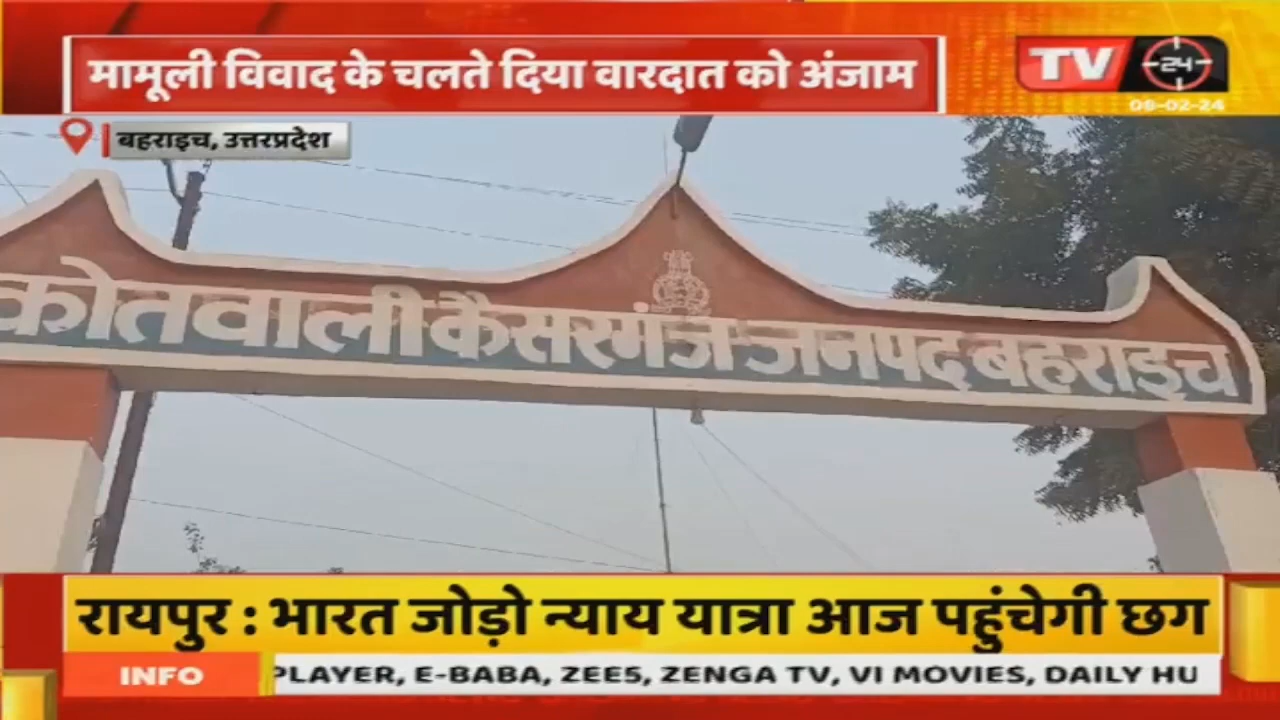 मामूली विवाद के चलते दिया वारदात को अंजाम
TV 24
08-02-24
बहराइच, उत्तरप्रदेश
कोतवाली कैसरगंज जनपद बहराइच
रायपुर : भारत जोड़ो न्याय यात्रा आज पहुंचेगी छग
INFO
PLAYER, E-BABA, ZEE5, ZENGA TV, VI MOVIES, DAILY HU